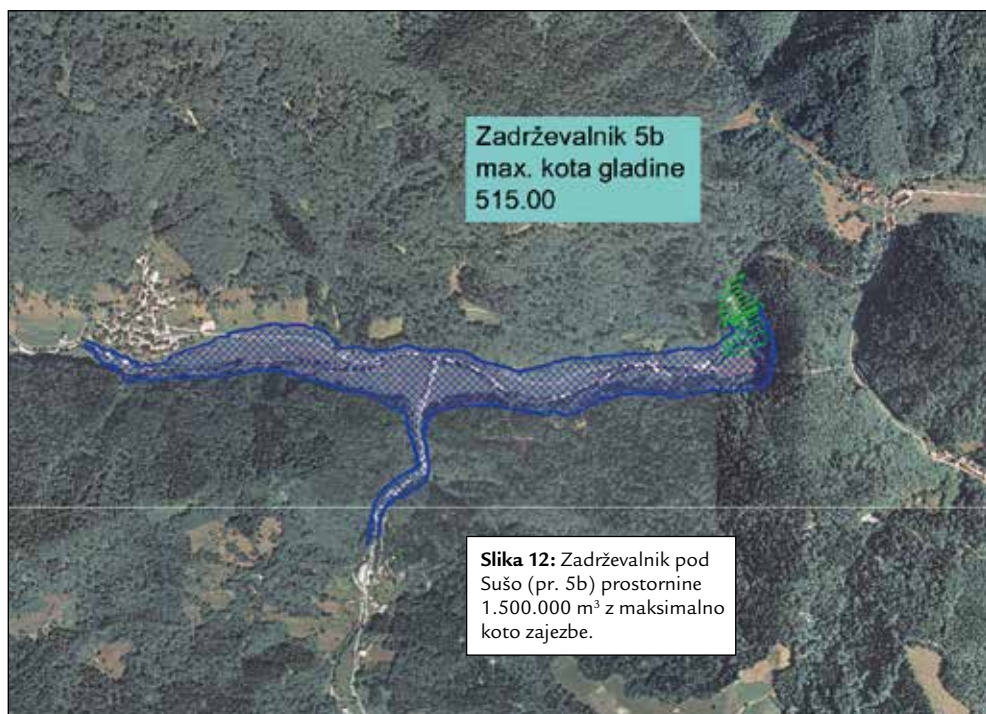 Zadrževalnik 5b
max. kota gladine
515.00
Slika 12: Zadrževalnik pod
Sušo (pr. 5b) prostornine
1.500.000 m³ z maksimalno
koto zajezbe.